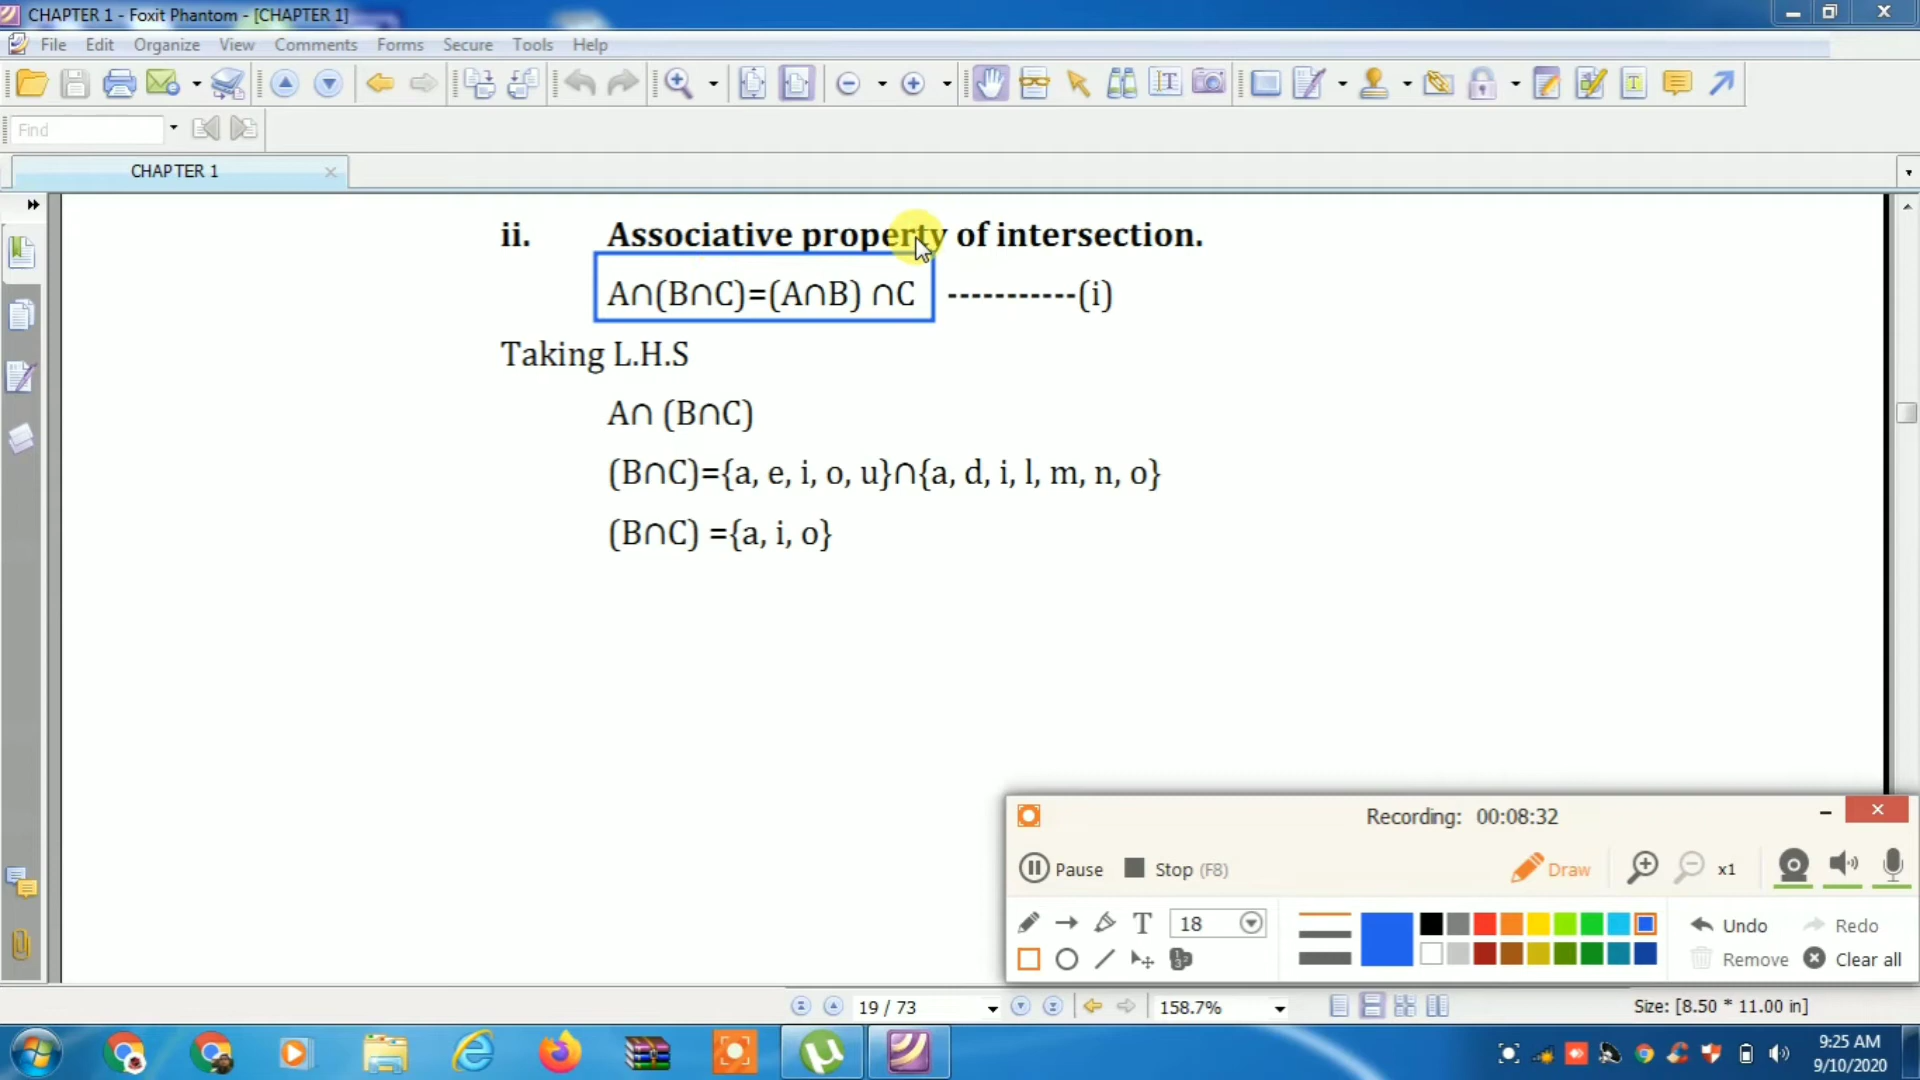 CHAPTER 1 - Foxit Phantom - [CHAPTER 1]
File Edit Organize View Comments Forms Secure Tools Help
Find
CHAPTER 1
ii. Associative property of intersection.
A∩(B∩C)=(A∩B) ∩C -----------(i)
Taking L.H.S
A∩ (B∩C)
(B∩C)={a, e, i, o, u}∩{a, d, i, l, m, n, o}
(B∩C) ={a, i, o}
Recording: 00:08:32
Pause Stop (F8) Draw x1
T 18 Undo Redo
Remove Clear all
19 / 73 158.7% Size: [8.50 * 11.00 in]
9:25 AM
9/10/2020